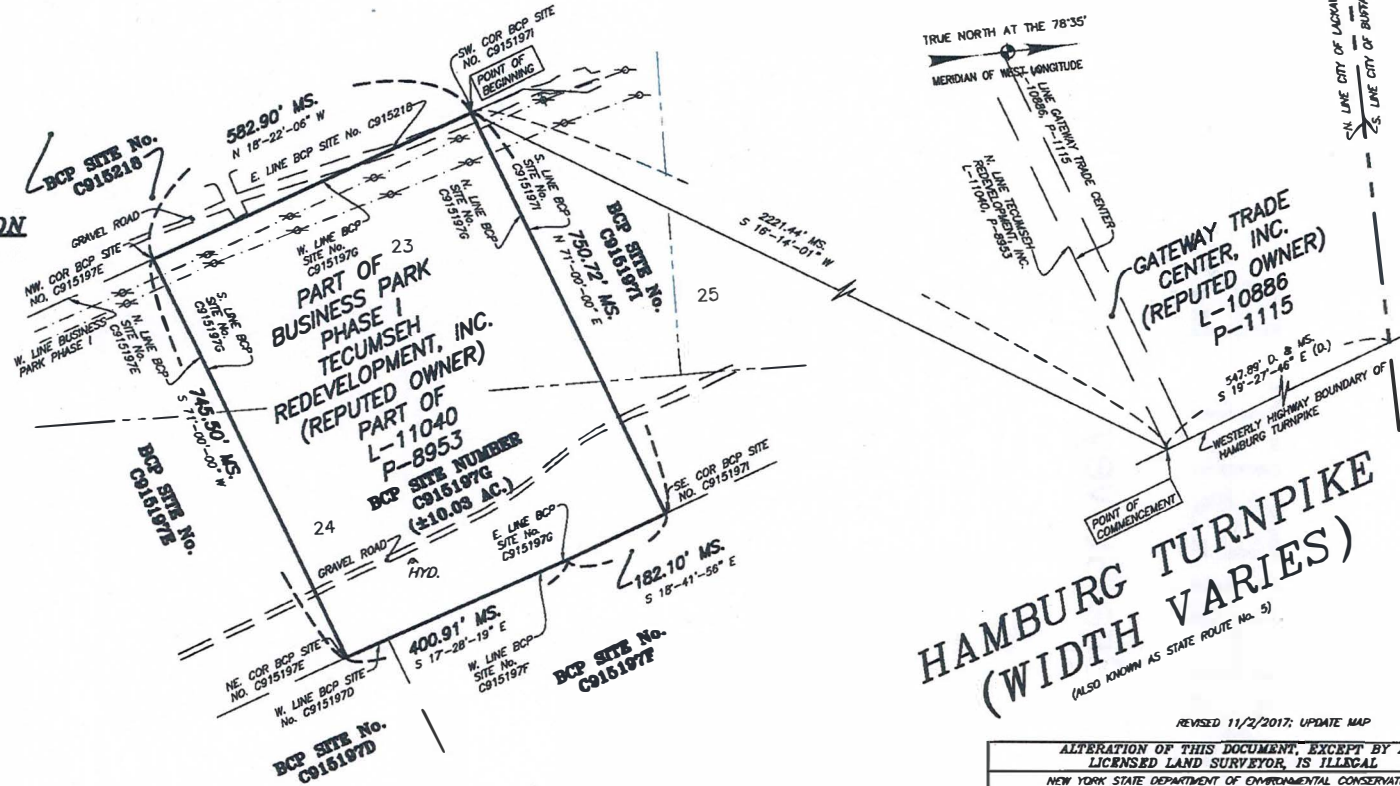 SW. COR BCP SITE
NO. C915197I
POINT OF
BEGINNING
582.90' MS.
N 18°-22'-06" W
E. LINE BCP SITE No. C915218
BCP SITE No.
C915218
ON
GRAVEL ROAD
NW. COR BCP SITE
NO. C915197E
W. LINE BUSINESS
PARK PHASE I
N. LINE BCP
SITE No.
C915197E
S. LINE BCP
SITE No.
C915197G
W. LINE BCP
SITE No.
C915197G
N. LINE BCP
SITE No.
C915197G
S. LINE BCP
SITE No.
C915197I
750.72' MS.
N 71°-00'-00" E
BCP SITE No.
C915197I
23
25
PART OF
BUSINESS PARK
PHASE I
TECUMSEH
REDEVELOPMENT, INC.
(REPUTED OWNER)
PART OF
L-11040
P-8953
BCP SITE NUMBER
C915197G
(±10.03 AC.)
745.50' MS.
S 71°-00'-00" W
BCP SITE No.
C915197E
24
GRAVEL ROAD
HYD.
E. LINE BCP
SITE No.
C915197G
SE. COR BCP SITE
NO. C915197I
182.10' MS.
S 18°-41'-56" E
400.91' MS.
S 17°-28'-19" E
W. LINE BCP
SITE No.
C915197F
BCP SITE No.
C915197F
NE. COR BCP SITE
NO. C915197E
W. LINE BCP SITE
No. C915197D
BCP SITE No.
C915197D
2221.44' MS.
S 16°-14'-01" W
TRUE NORTH AT THE 78°35'
MERIDIAN OF WEST LONGITUDE
LINE GATEWAY TRADE CENTER
L-10886, P-1115
N. LINE TECUMSEH
REDEVELOPMENT, INC.
L-11040, P-8953
GATEWAY TRADE
CENTER, INC.
(REPUTED OWNER)
L-10886
P-1115
N. LINE CITY OF
S. LINE CITY OF
547.89' D. & MS.
S 19°-27'-46" E (D.)
WESTERLY HIGHWAY BOUNDARY OF
HAMBURG TURNPIKE
POINT OF
COMMENCEMENT
HAMBURG TURNPIKE
(WIDTH VARIES)
(ALSO KNOWN AS STATE ROUTE No. 5)
REVISED 11/2/2017; UPDATE MAP
ALTERATION OF THIS DOCUMENT, EXCEPT BY
LICENSED LAND SURVEYOR, IS ILLEGAL
NEW YORK STATE DEPARTMENT OF ENVIRONMENTAL